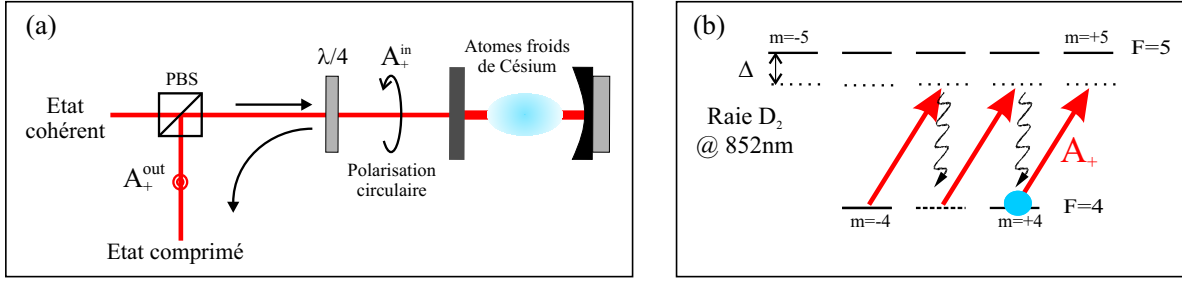 (a)
PBS
λ/4
A₊ⁱⁿ
Atomes froids
de Césium
Etat
cohérent
A₊ᵒᵘᵗ
Polarisation
circulaire
Etat comprimé
(b)
m=-5
m=+5
F=5
Δ
Raie D₂
@ 852nm
A₊
m=-4
m=+4
F=4